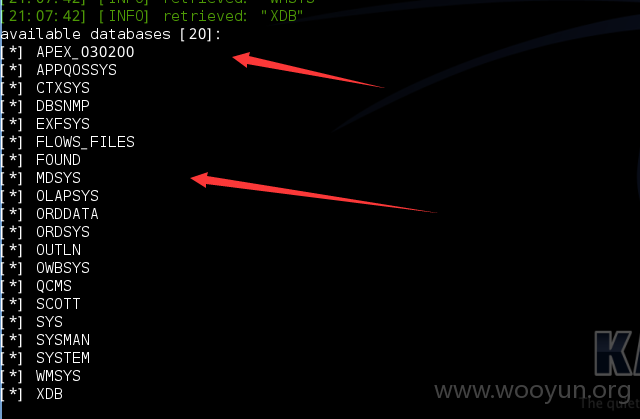 [21:07:42] [INFO] retrieved: "WMSYS"
[21:07:42] [INFO] retrieved: "XDB"
available databases [20]:
[*] APEX_030200
[*] APPQOSSYS
[*] CTXSYS
[*] DBSNMP
[*] EXFSYS
[*] FLOWS_FILES
[*] FOUND
[*] MDSYS
[*] OLAPSYS
[*] ORDDATA
[*] ORDSYS
[*] OUTLN
[*] OWBSYS
[*] QCMS
[*] SCOTT
[*] SYS
[*] SYSMAN
[*] SYSTEM
[*] WMSYS
[*] XDB
KA
www.wooyun.org
The quiet